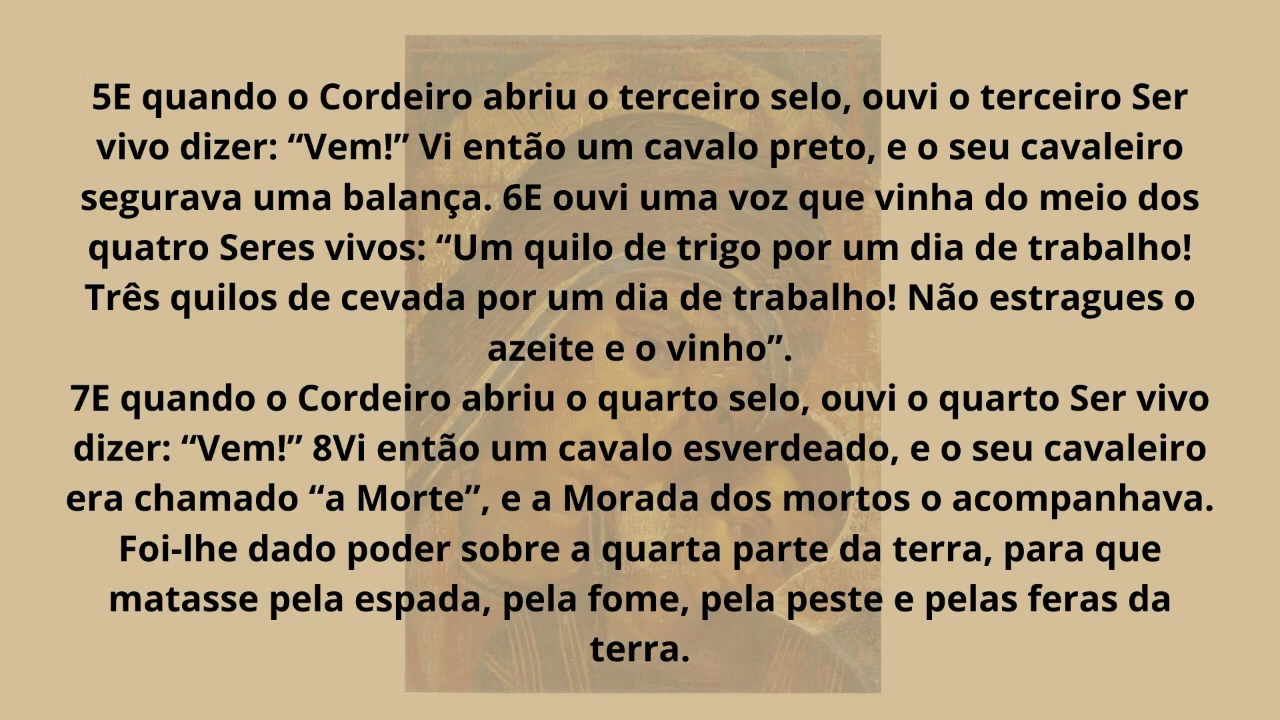 5E quando o Cordeiro abriu o terceiro selo, ouvi o terceiro Ser
vivo dizer: “Vem!” Vi então um cavalo preto, e o seu cavaleiro
segurava uma balança. 6E ouvi uma voz que vinha do meio dos
quatro Seres vivos: “Um quilo de trigo por um dia de trabalho!
Três quilos de cevada por um dia de trabalho! Não estragues o
azeite e o vinho”.
7E quando o Cordeiro abriu o quarto selo, ouvi o quarto Ser vivo
dizer: “Vem!” 8Vi então um cavalo esverdeado, e o seu cavaleiro
era chamado “a Morte”, e a Morada dos mortos o acompanhava.
Foi-lhe dado poder sobre a quarta parte da terra, para que
matasse pela espada, pela fome, pela peste e pelas feras da
terra.